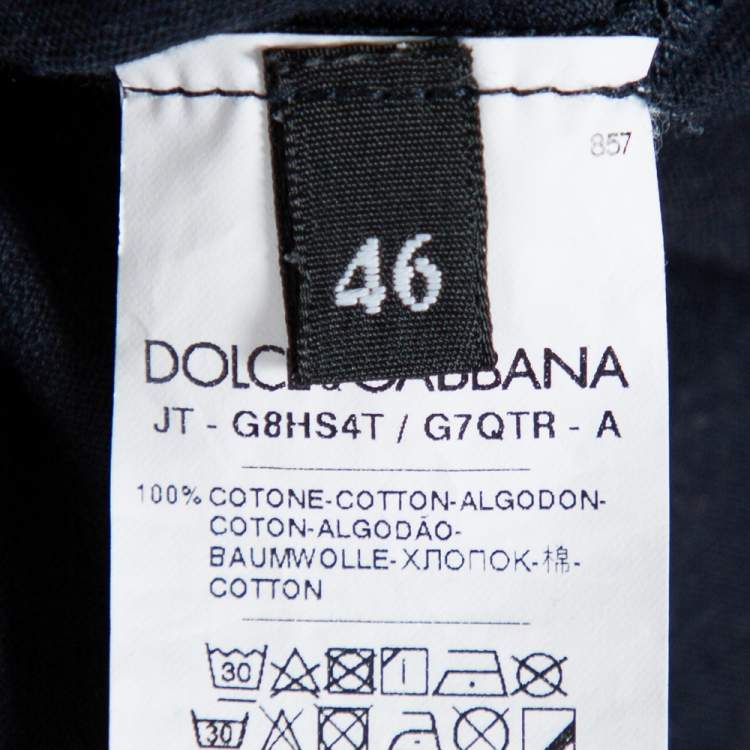 857
46
DOLCE&GABBANA
JT - G8HS4T / G7QTR - A
100% COTONE-COTTON-ALGODON-
COTON-ALGODÃO-
BAUMWOLLE-ХЛОПОК-棉-
COTTON
30
30